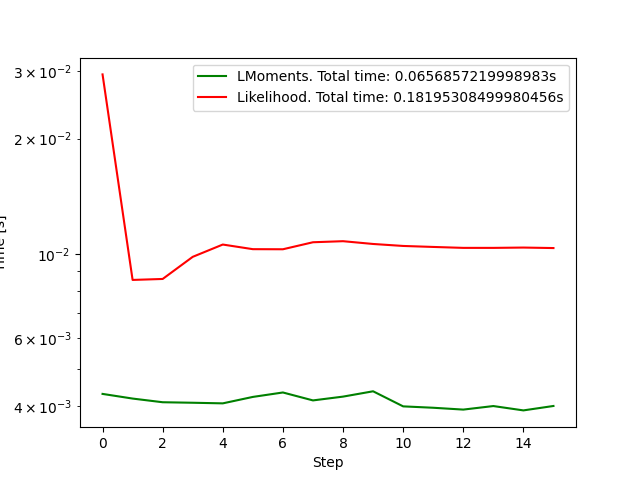 LMoments. Total time: 0.0656857219998983s
Likelihood. Total time: 0.18195308499980456s
3 × 10⁻²
2 × 10⁻²
10⁻²
6 × 10⁻³
4 × 10⁻³
0 2 4 6 8 10 12 14
Step